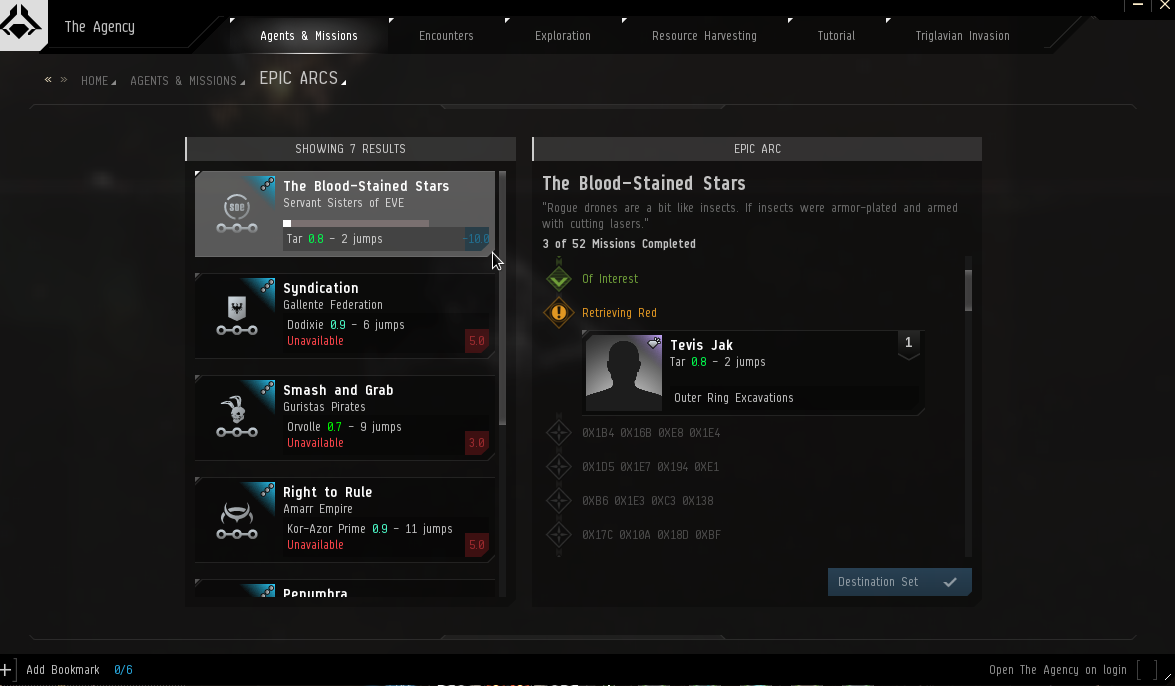 The Agency
Agents & Missions
Encounters
Exploration
Resource Harvesting
Tutorial
Triglavian Invasion
« » HOME AGENTS & MISSIONS EPIC ARCS
SHOWING 7 RESULTS
SOE
The Blood-Stained Stars
Servant Sisters of EVE
Tar 0.8 - 2 jumps
-10.0
Syndication
Gallente Federation
Dodixie 0.9 - 6 jumps
Unavailable
5.0
Smash and Grab
Guristas Pirates
Orvolle 0.7 - 9 jumps
Unavailable
3.0
Right to Rule
Amarr Empire
Kor-Azor Prime 0.9 - 11 jumps
Unavailable
5.0
Penumbra
EPIC ARC
The Blood-Stained Stars
"Rogue drones are a bit like insects. If insects were armor-plated and armed
with cutting lasers."
3 of 52 Missions Completed
Of Interest
Retrieving Red
Tevis Jak
1
Tar 0.8 - 2 jumps
Outer Ring Excavations
0X1B4 0X16B 0XE8 0X1E4
0X1D5 0X1E7 0X194 0XE1
0XB6 0X1E3 0XC3 0X138
0X17C 0X10A 0X18D 0XBF
Destination Set
Add Bookmark 0/6
Open The Agency on login